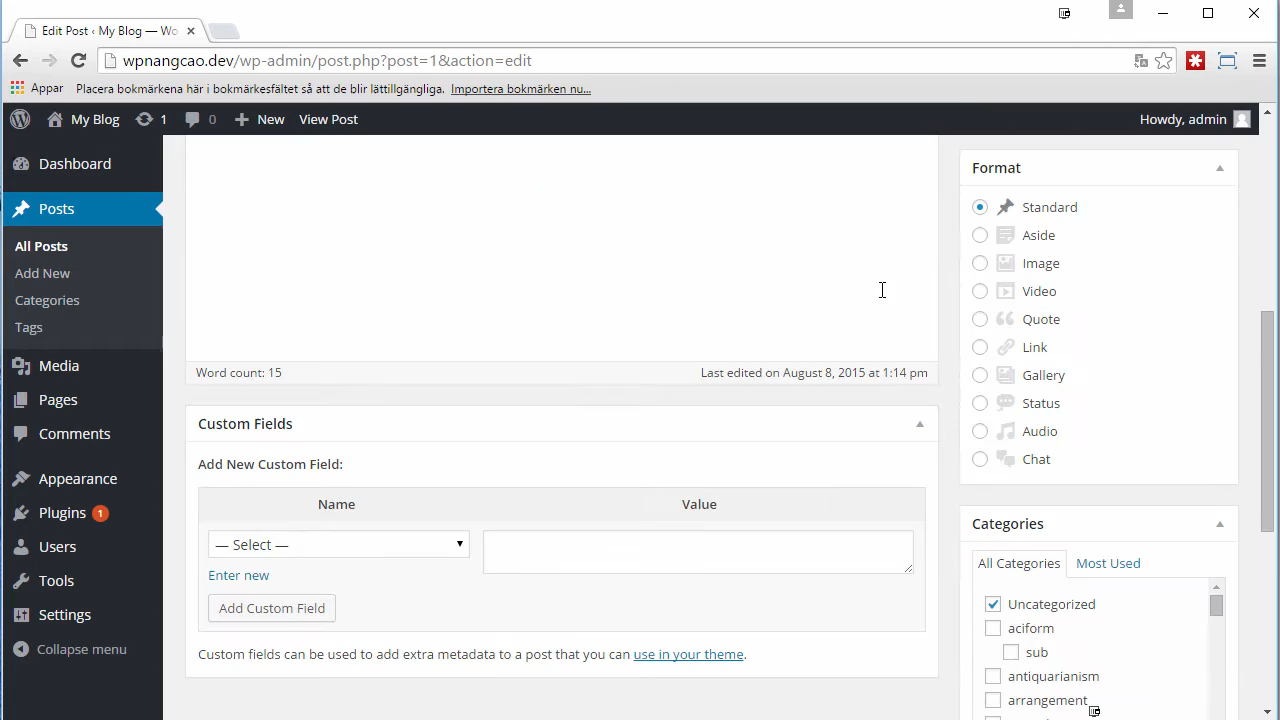 Edit Post ‹ My Blog — Wo
wpnangcao.dev/wp-admin/post.php?post=1&action=edit
Appar Placera bokmärkena här i bokmärkesfältet så att de blir lättillgängliga. Importera bokmärken nu...
My Blog 1 0 New View Post Howdy, admin
Dashboard
Posts
All Posts
Add New
Categories
Tags
Media
Pages
Comments
Appearance
Plugins 1
Users
Tools
Settings
Collapse menu
Word count: 15 Last edited on August 8, 2015 at 1:14 pm
Custom Fields
Add New Custom Field:
Name Value
— Select —
Enter new
Add Custom Field
Custom fields can be used to add extra metadata to a post that you can use in your theme.
Format
Standard
Aside
Image
Video
Quote
Link
Gallery
Status
Audio
Chat
Categories
All Categories Most Used
Uncategorized
aciform
sub
antiquarianism
arrangement